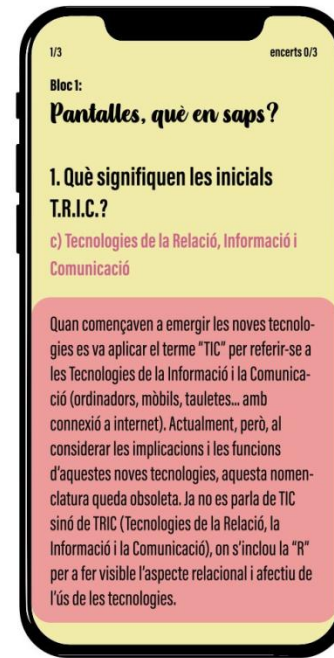 1/3 encerts 0/3
Bloc 1:
Pantalles, què en saps?
1. Què signifiquen les inicials
T.R.I.C.?
c) Tecnologies de la Relació, Informació i
Comunicació
Quan començaven a emergir les noves tecnolo-
gies es va aplicar el terme "TIC" per referir-se a
les Tecnologies de la Informació i la Comunica-
ció (ordinadors, mòbils, tauletes... amb
connexió a internet). Actualment, però, al
considerar les implicacions i les funcions
d'aquestes noves tecnologies, aquesta nomen-
clatura queda obsoleta. Ja no es parla de TIC
sinó de TRIC (Tecnologies de la Relació, la
Informació i la Comunicació), on s'inclou la "R"
per a fer visible l'aspecte relacional i afectiu de
l'ús de les tecnologies.